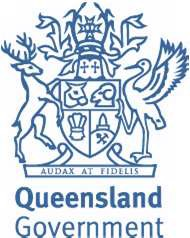 AUDAX AT FIDELIS
Queensland
Government